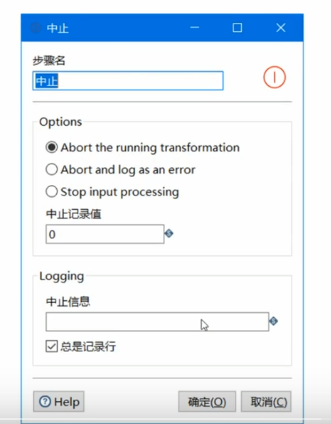 中止
步骤名
中止
Options
Abort the running transformation
Abort and log as an error
Stop input processing
中止记录值
0
Logging
中止信息
总是记录行
Help 确定(O) 取消(C)